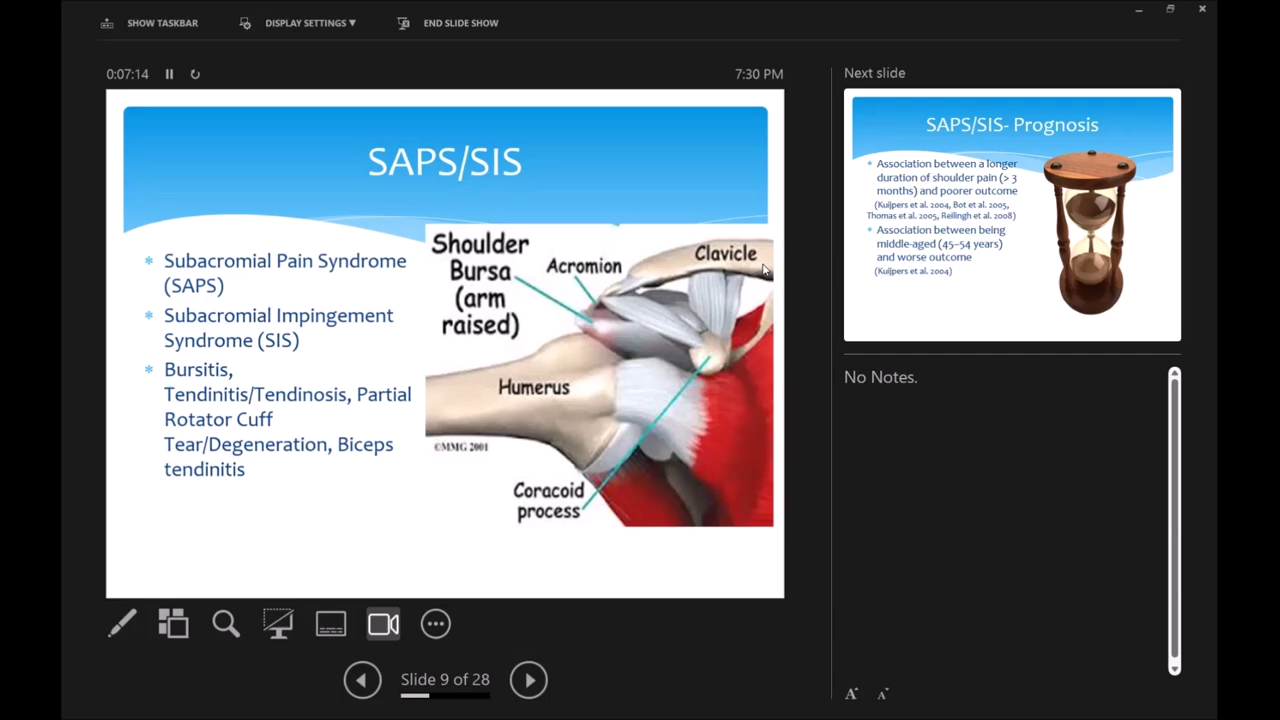 SHOW TASKBAR
DISPLAY SETTINGS ▼
END SLIDE SHOW
0:07:14
7:30 PM
SAPS/SIS
* Subacromial Pain Syndrome
(SAPS)
* Subacromial Impingement
Syndrome (SIS)
* Bursitis,
Tendinitis/Tendinosis, Partial
Rotator Cuff
Tear/Degeneration, Biceps
tendinitis
Shoulder
Bursa
(arm
raised)
Acromion
Clavicle
Humerus
©MMG 2001
Coracoid
process
Slide 9 of 28
Next slide
SAPS/SIS- Prognosis
* Association between a longer
duration of shoulder pain (> 3
months) and poorer outcome
(Kuijpers et al. 2004, Bot et al. 2005,
Thomas et al. 2005, Reilingh et al. 2008)
* Association between being
middle-aged (45–54 years)
and worse outcome
(Kuijpers et al. 2004)
No Notes.
A A